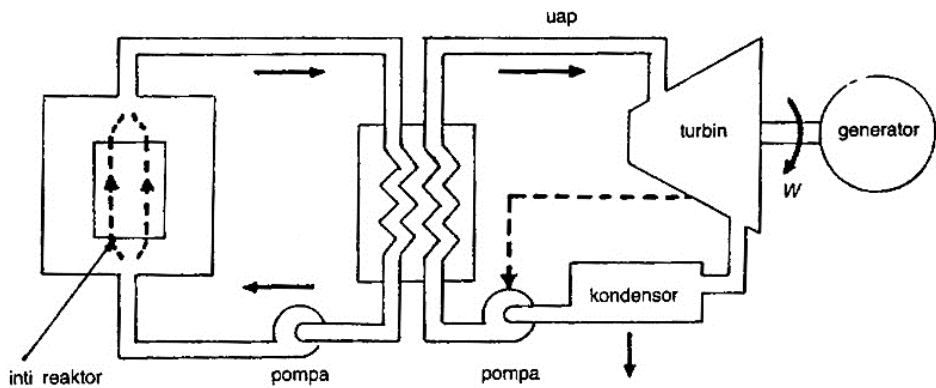 uap
turbin
generator
W
kondensor
inti reaktor
pompa
pompa